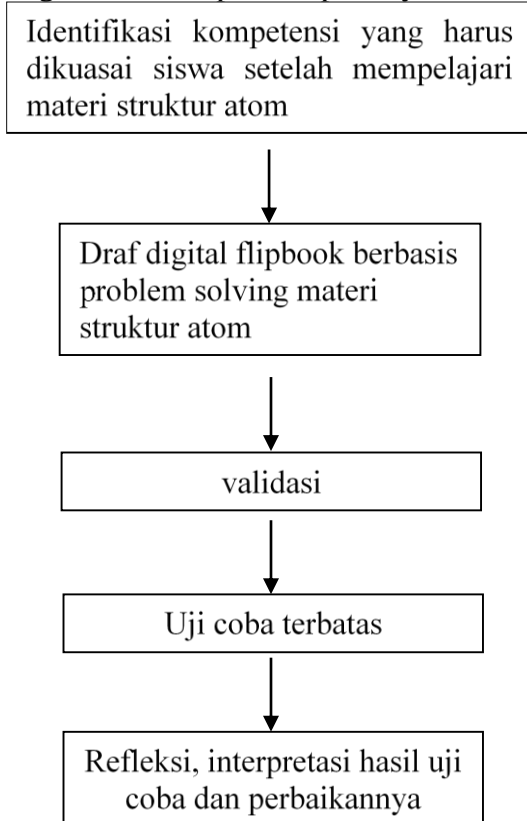 Identifikasi kompetensi yang harus
dikuasai siswa setelah mempelajari
materi struktur atom
Draf digital flipbook berbasis
problem solving materi
struktur atom
validasi
Uji coba terbatas
Refleksi, interpretasi hasil uji
coba dan perbaikannya